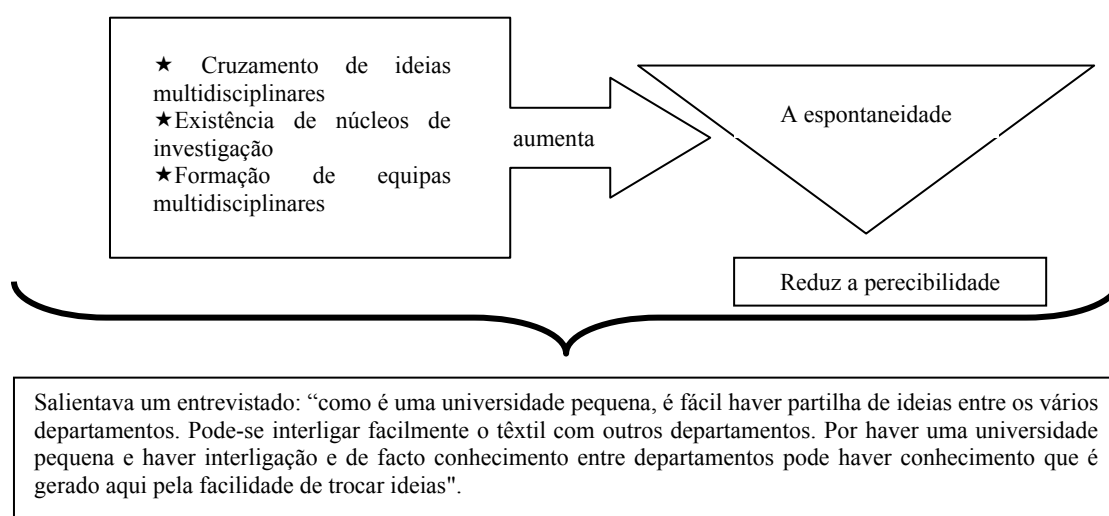 ★ Cruzamento de ideias
multidisciplinares
★Existência de núcleos de
investigação
★Formação de equipas
multidisciplinares
aumenta
A espontaneidade
Reduz a perecibilidade
Salientava um entrevistado: “como é uma universidade pequena, é fácil haver partilha de ideias entre os vários
departamentos. Pode-se interligar facilmente o têxtil com outros departamentos. Por haver uma universidade
pequena e haver interligação e de facto conhecimento entre departamentos pode haver conhecimento que é
gerado aqui pela facilidade de trocar ideias".